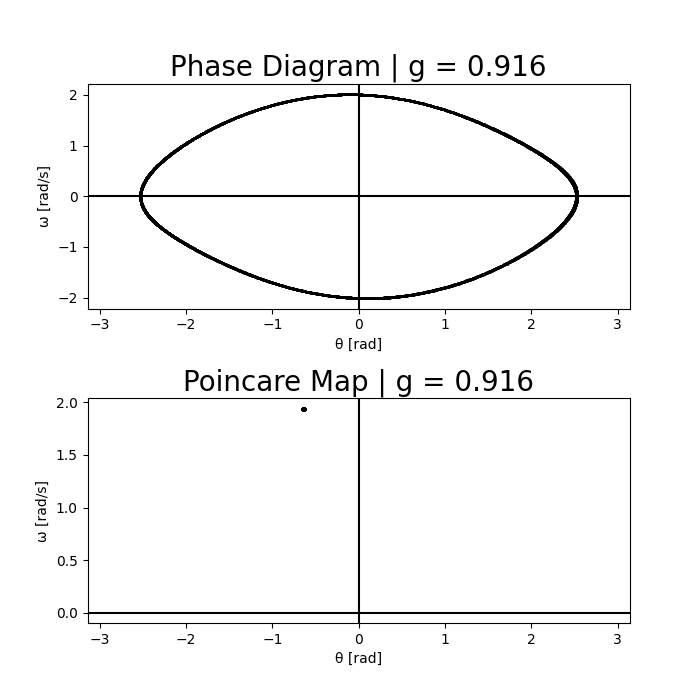 Phase Diagram | g = 0.916
2
1
0
−1
−2
ω [rad/s]
−3 −2 −1 0 1 2 3
θ [rad]
Poincare Map | g = 0.916
2.0
1.5
1.0
0.5
0.0
ω [rad/s]
−3 −2 −1 0 1 2 3
θ [rad]